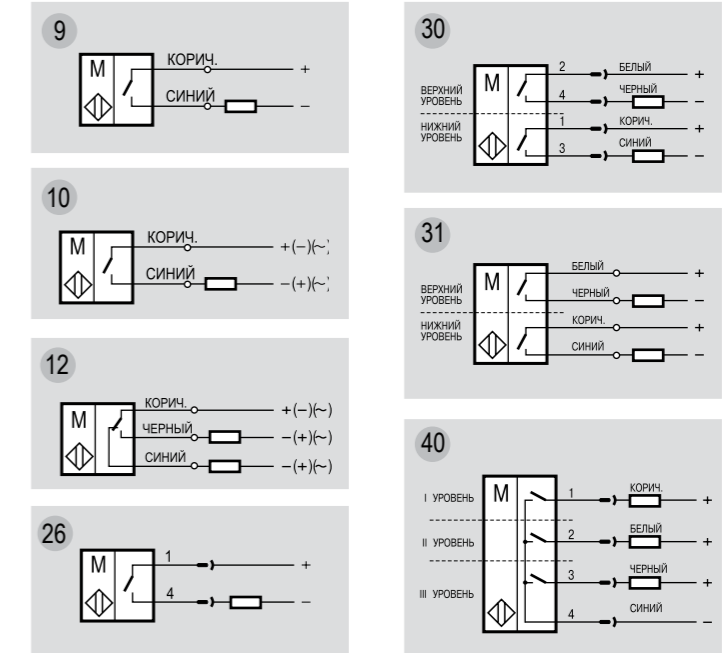 9
M
КОРИЧ. +
СИНИЙ −
10
M
КОРИЧ. +(−)(~)
СИНИЙ −(+)(~)
12
M
КОРИЧ. +(−)(~)
ЧЕРНЫЙ −(+)(~)
СИНИЙ −(+)(~)
26
M
1 +
4 −
30
ВЕРХНИЙ
УРОВЕНЬ
НИЖНИЙ
УРОВЕНЬ
M
2 БЕЛЫЙ +
4 ЧЕРНЫЙ −
1 КОРИЧ. +
3 СИНИЙ −
31
ВЕРХНИЙ
УРОВЕНЬ
НИЖНИЙ
УРОВЕНЬ
M
БЕЛЫЙ +
ЧЕРНЫЙ −
КОРИЧ. +
СИНИЙ −
40
I УРОВЕНЬ
II УРОВЕНЬ
III УРОВЕНЬ
M
1 КОРИЧ. +
2 БЕЛЫЙ +
3 ЧЕРНЫЙ +
4 СИНИЙ −